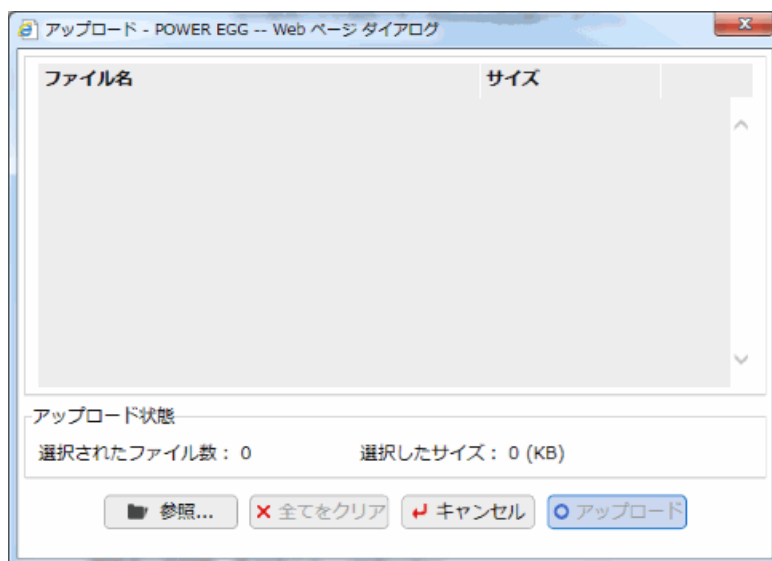 アップロード - POWER EGG -- Web ページ ダイアログ
ファイル名 サイズ
アップロード状態
選択されたファイル数： 0 選択したサイズ： 0 (KB)
参照... 全てをクリア キャンセル アップロード